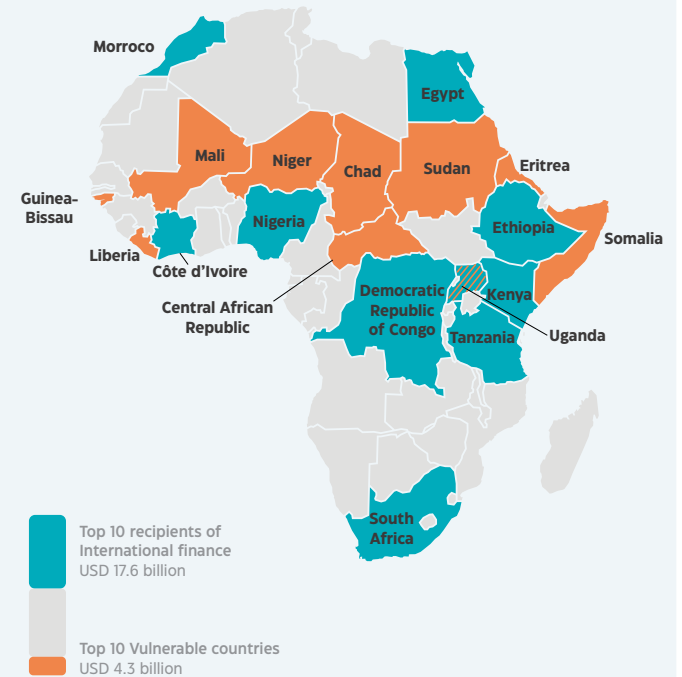 Morroco
Egypt
Mali
Niger
Chad
Sudan
Eritrea
Guinea-
Bissau
Nigeria
Ethiopia
Somalia
Liberia
Côte d'Ivoire
Central African
Republic
Democratic
Republic
of Congo
Kenya
Uganda
Tanzania
South
Africa
Top 10 recipients of
International finance
USD 17.6 billion
Top 10 Vulnerable countries
USD 4.3 billion